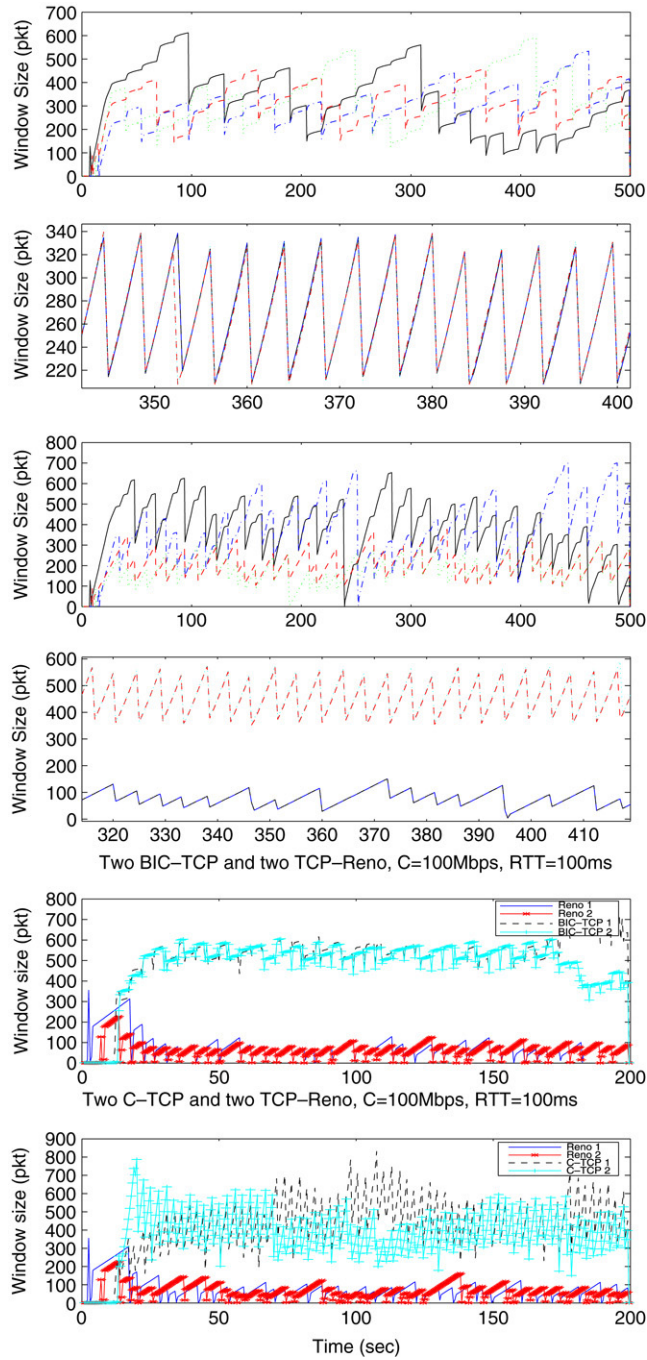 Window Size (pkt)
700
600
500
400
300
200
100
0
0 100 200 300 400 500
Window Size (pkt)
340
320
300
280
260
240
220
350 360 370 380 390 400
Window Size (pkt)
800
700
600
500
400
300
200
100
0
0 100 200 300 400 500
Window Size (pkt)
600
500
400
300
200
100
0
320 330 340 350 360 370 380 390 400 410
Two BIC–TCP and two TCP–Reno, C=100Mbps, RTT=100ms
Window size (pkt)
800
700
600
500
400
300
200
100
0
Reno 1
Reno 2
BIC–TCP 1
BIC–TCP 2
0 50 100 150 200
Two C–TCP and two TCP–Reno, C=100Mbps, RTT=100ms
Window size (pkt)
900
800
700
600
500
400
300
200
100
0
Reno 1
Reno 2
C–TCP 1
C–TCP 2
0 50 100 150 200
Time (sec)